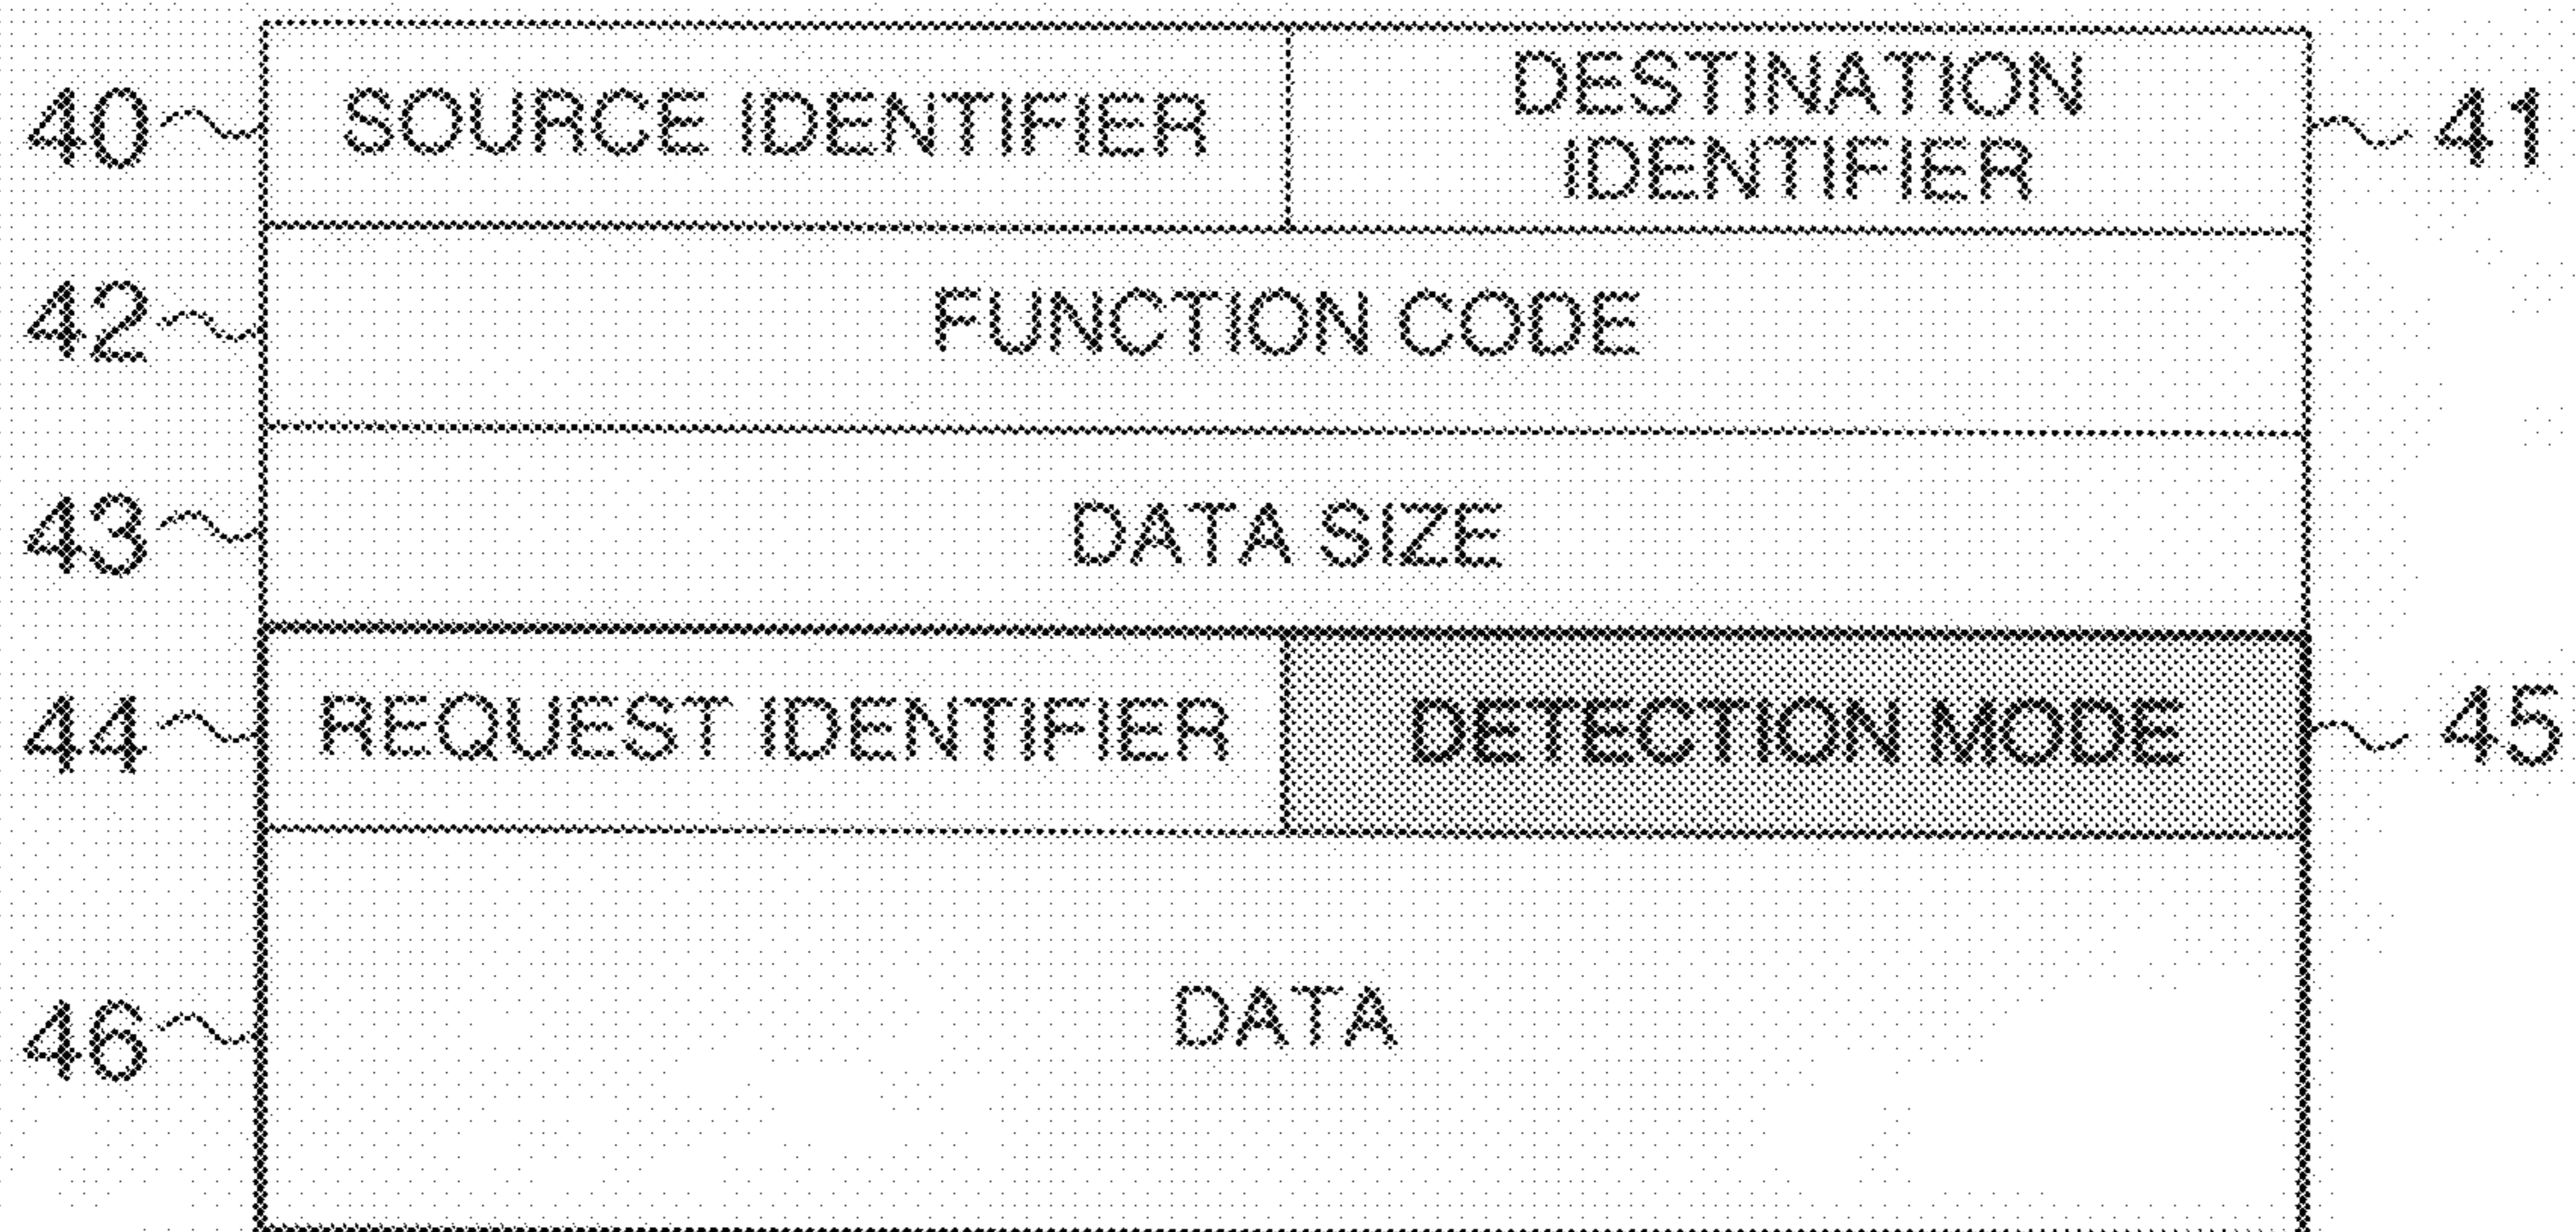 40 SOURCE IDENTIFIER DESTINATION IDENTIFIER 41
42 FUNCTION CODE
43 DATA SIZE
44 REQUEST IDENTIFIER DETECTION MODE 45
46 DATA